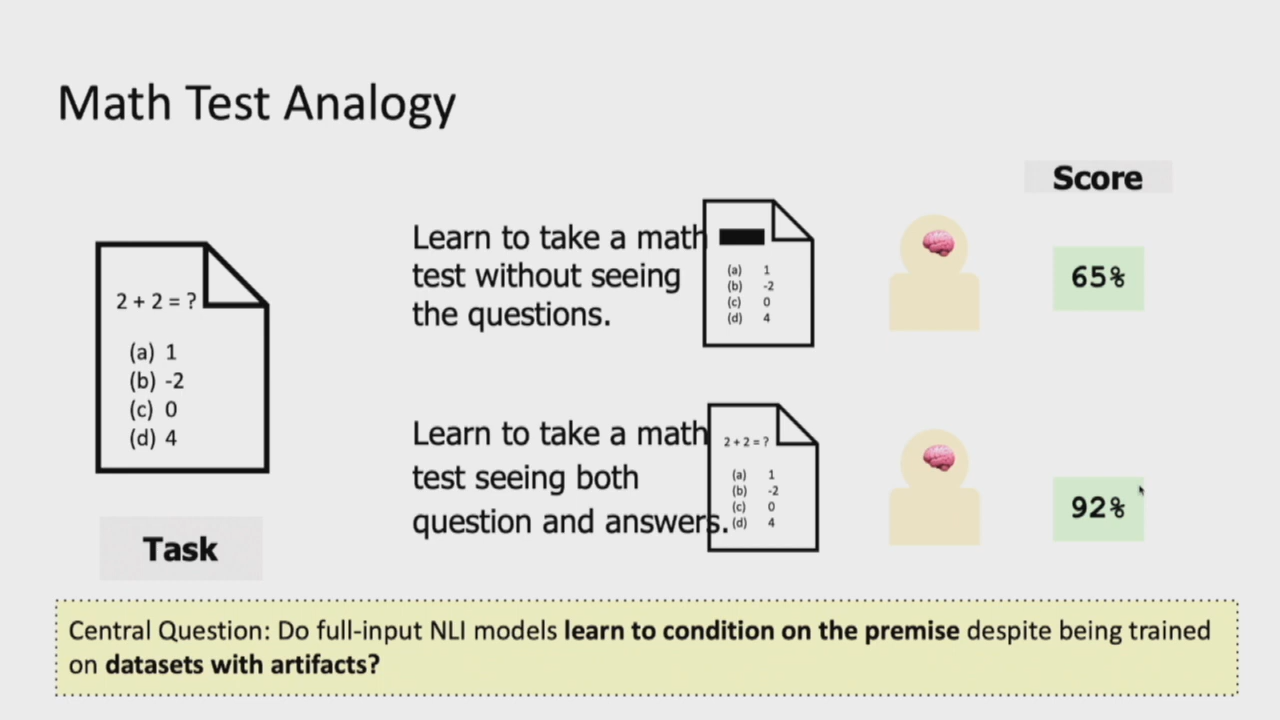 Math Test Analogy
Score
2 + 2 = ?
(a) 1
(b) -2
(c) 0
(d) 4
Task
Learn to take a math
test without seeing
the questions.
(a) 1
(b) -2
(c) 0
(d) 4
65%
Learn to take a math
test seeing both
question and answers.
2 + 2 = ?
(a) 1
(b) -2
(c) 0
(d) 4
92%
Central Question: Do full-input NLI models learn to condition on the premise despite being trained
on datasets with artifacts?